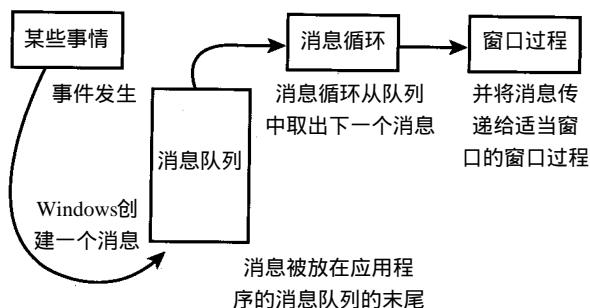 某些事情
事件发生
消息循环
窗口过程
消息循环从队列
中取出下一个消息
并将消息传
递给适当窗
口的窗口过程
消息队列
Windows创
建一个消息
消息被放在应用程
序的消息队列的末尾